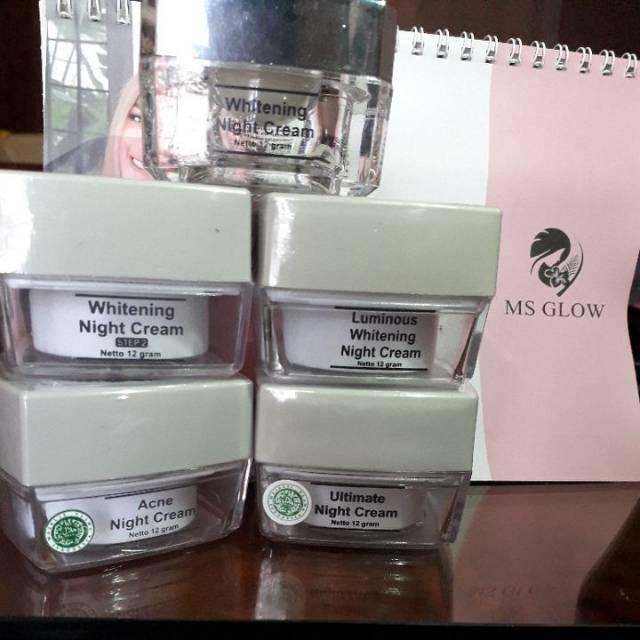 Whitening
Night Cream
Netto 12 gram
Whitening
Night Cream
STEP 2
Netto 12 gram
Luminous
Whitening
Night Cream
Netto 12 gram
MS GLOW
Acne
Night Cream
Netto 12 gram
Ultimate
Night Cream
Netto 12 gram